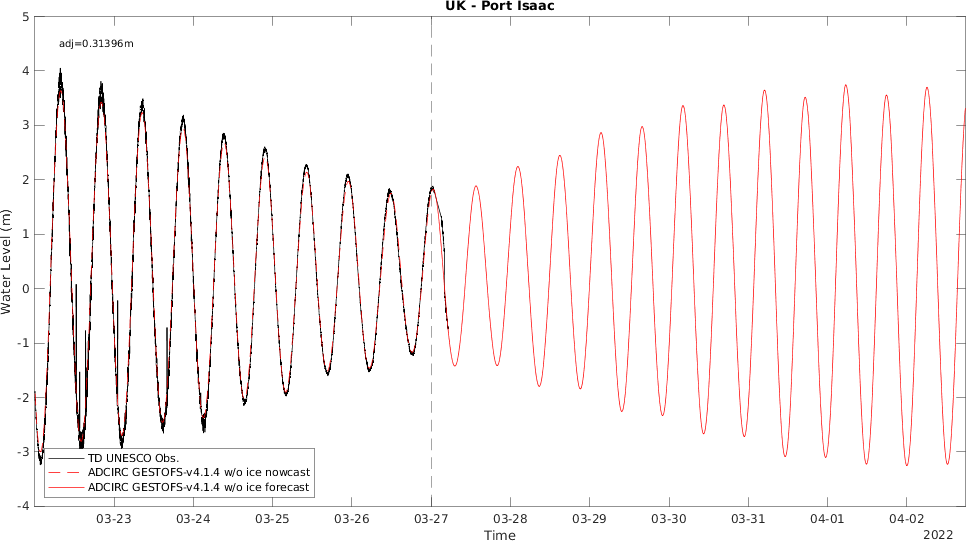 UK - Port Isaac
adj=0.31396m
Water Level (m)
5
4
3
2
1
0
-1
-2
-3
-4
TD UNESCO Obs.
ADCIRC GESTOFS-v4.1.4 w/o ice nowcast
ADCIRC GESTOFS-v4.1.4 w/o ice forecast
03-23 03-24 03-25 03-26 03-27 03-28 03-29 03-30 03-31 04-01 04-02
Time
2022